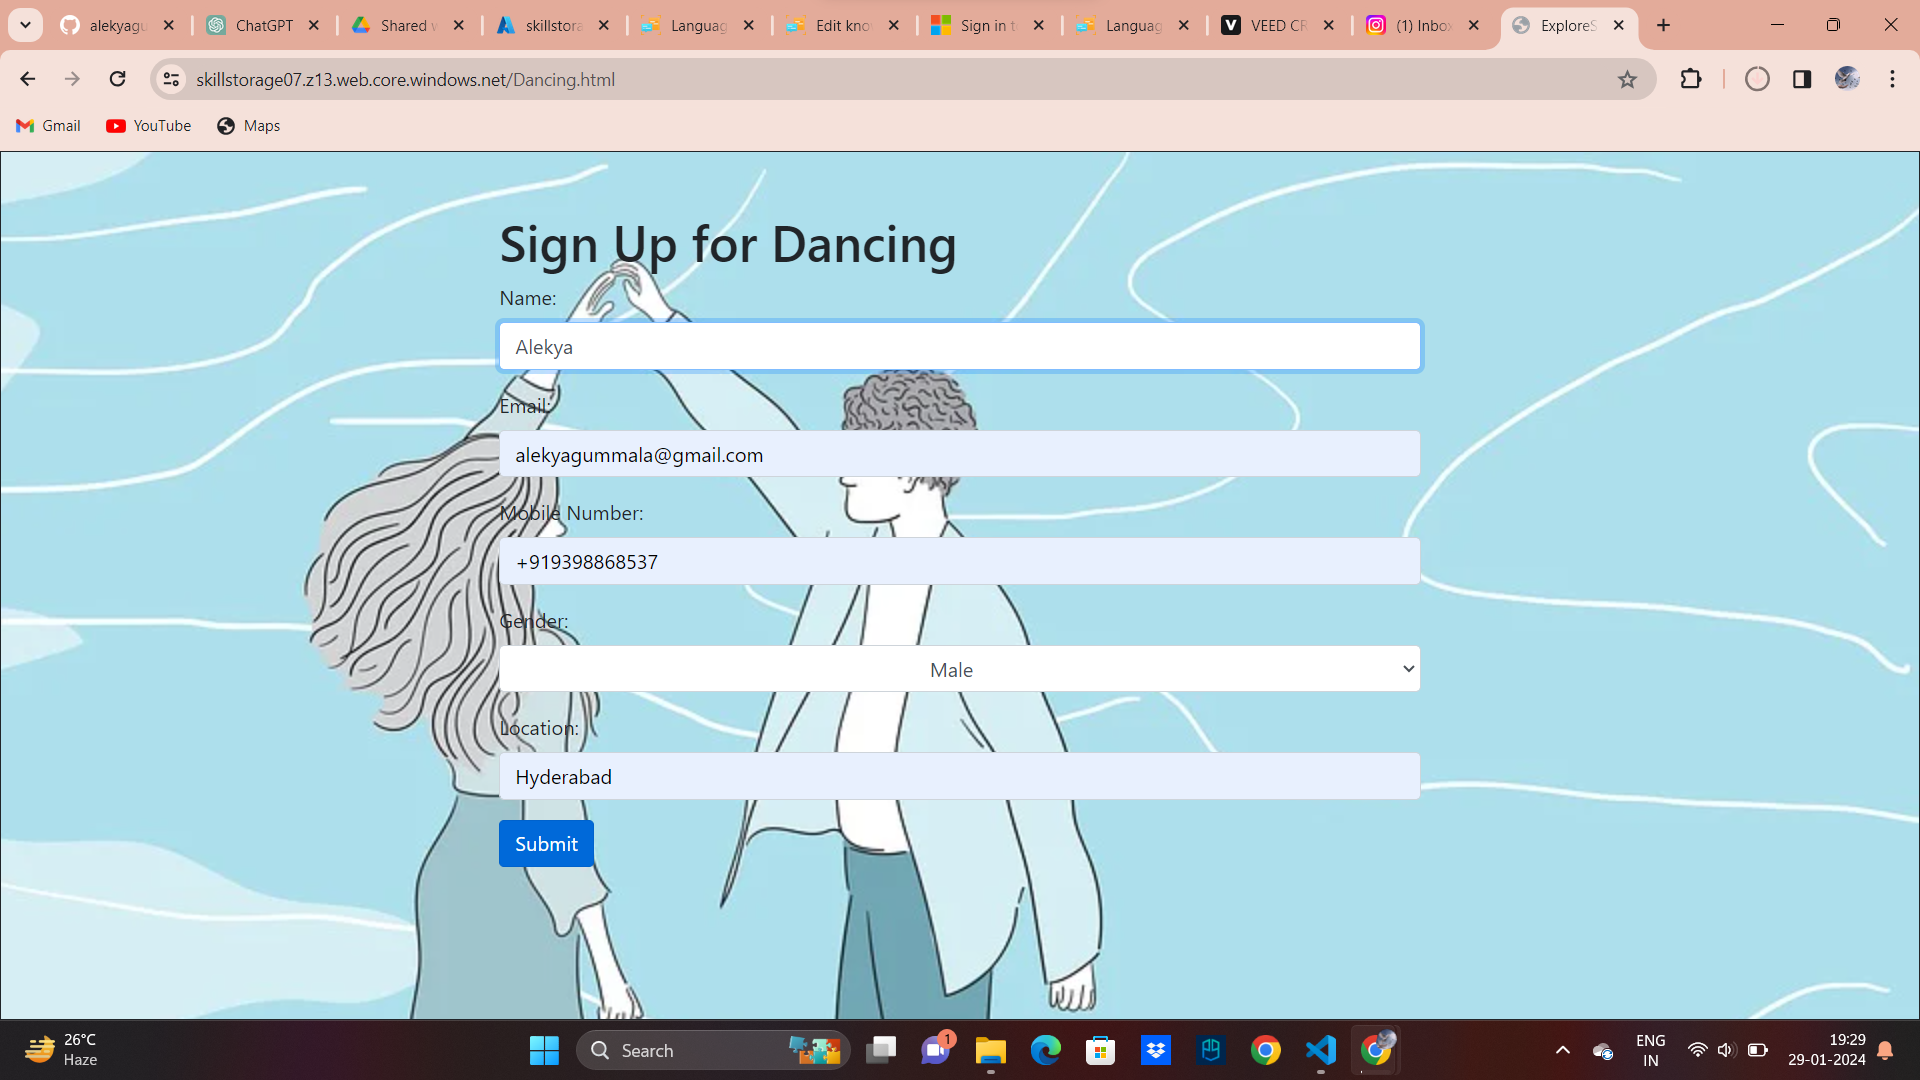 alekyagu
ChatGPT
Shared w
skillstora
Languag
Edit kno
Sign in t
Languag
VEED CR
(1) Inbo
ExploreS
skillstorage07.z13.web.core.windows.net/Dancing.html
Gmail YouTube Maps
Sign Up for Dancing
Name:
Alekya
Email:
alekyagummala@gmail.com
Mobile Number:
+919398868537
Gender:
Male
Location:
Hyderabad
Submit
26°C
Haze
Search
1
ENG
IN
19:29
29-01-2024